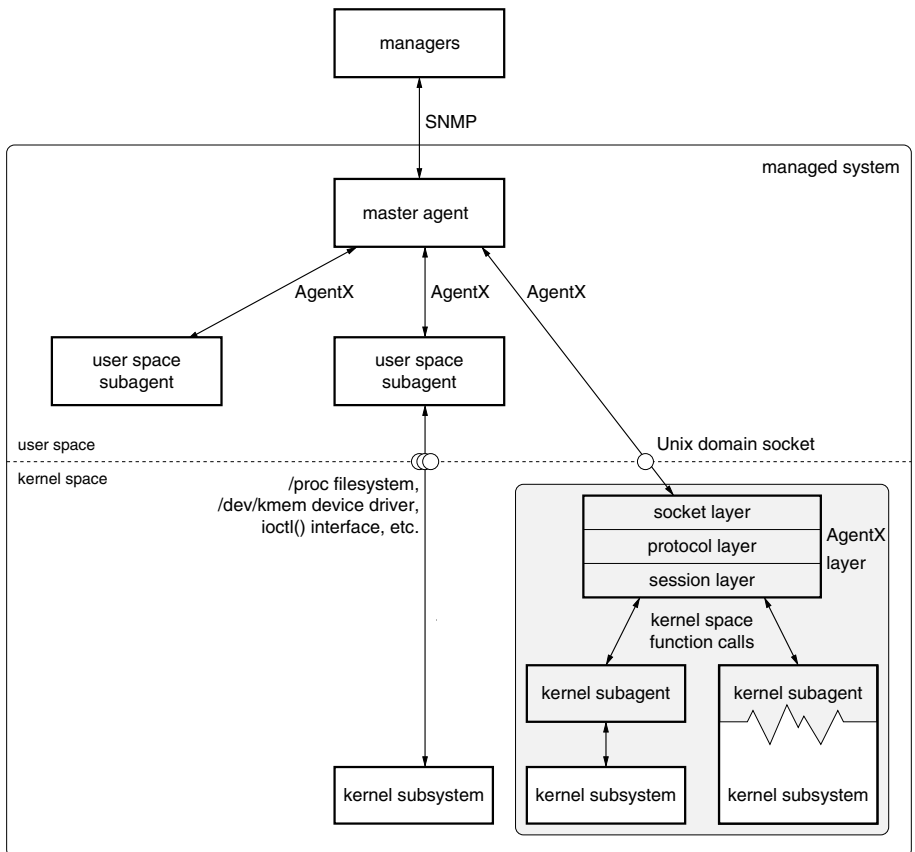 managers
SNMP
managed system
master agent
AgentX
AgentX
AgentX
user space
subagent
user space
subagent
user space
Unix domain socket
kernel space
/proc filesystem,
/dev/kmem device driver,
ioctl() interface, etc.
socket layer
protocol layer
session layer
AgentX
layer
kernel space
function calls
kernel subagent
kernel subagent
kernel subsystem
kernel subsystem
kernel subsystem